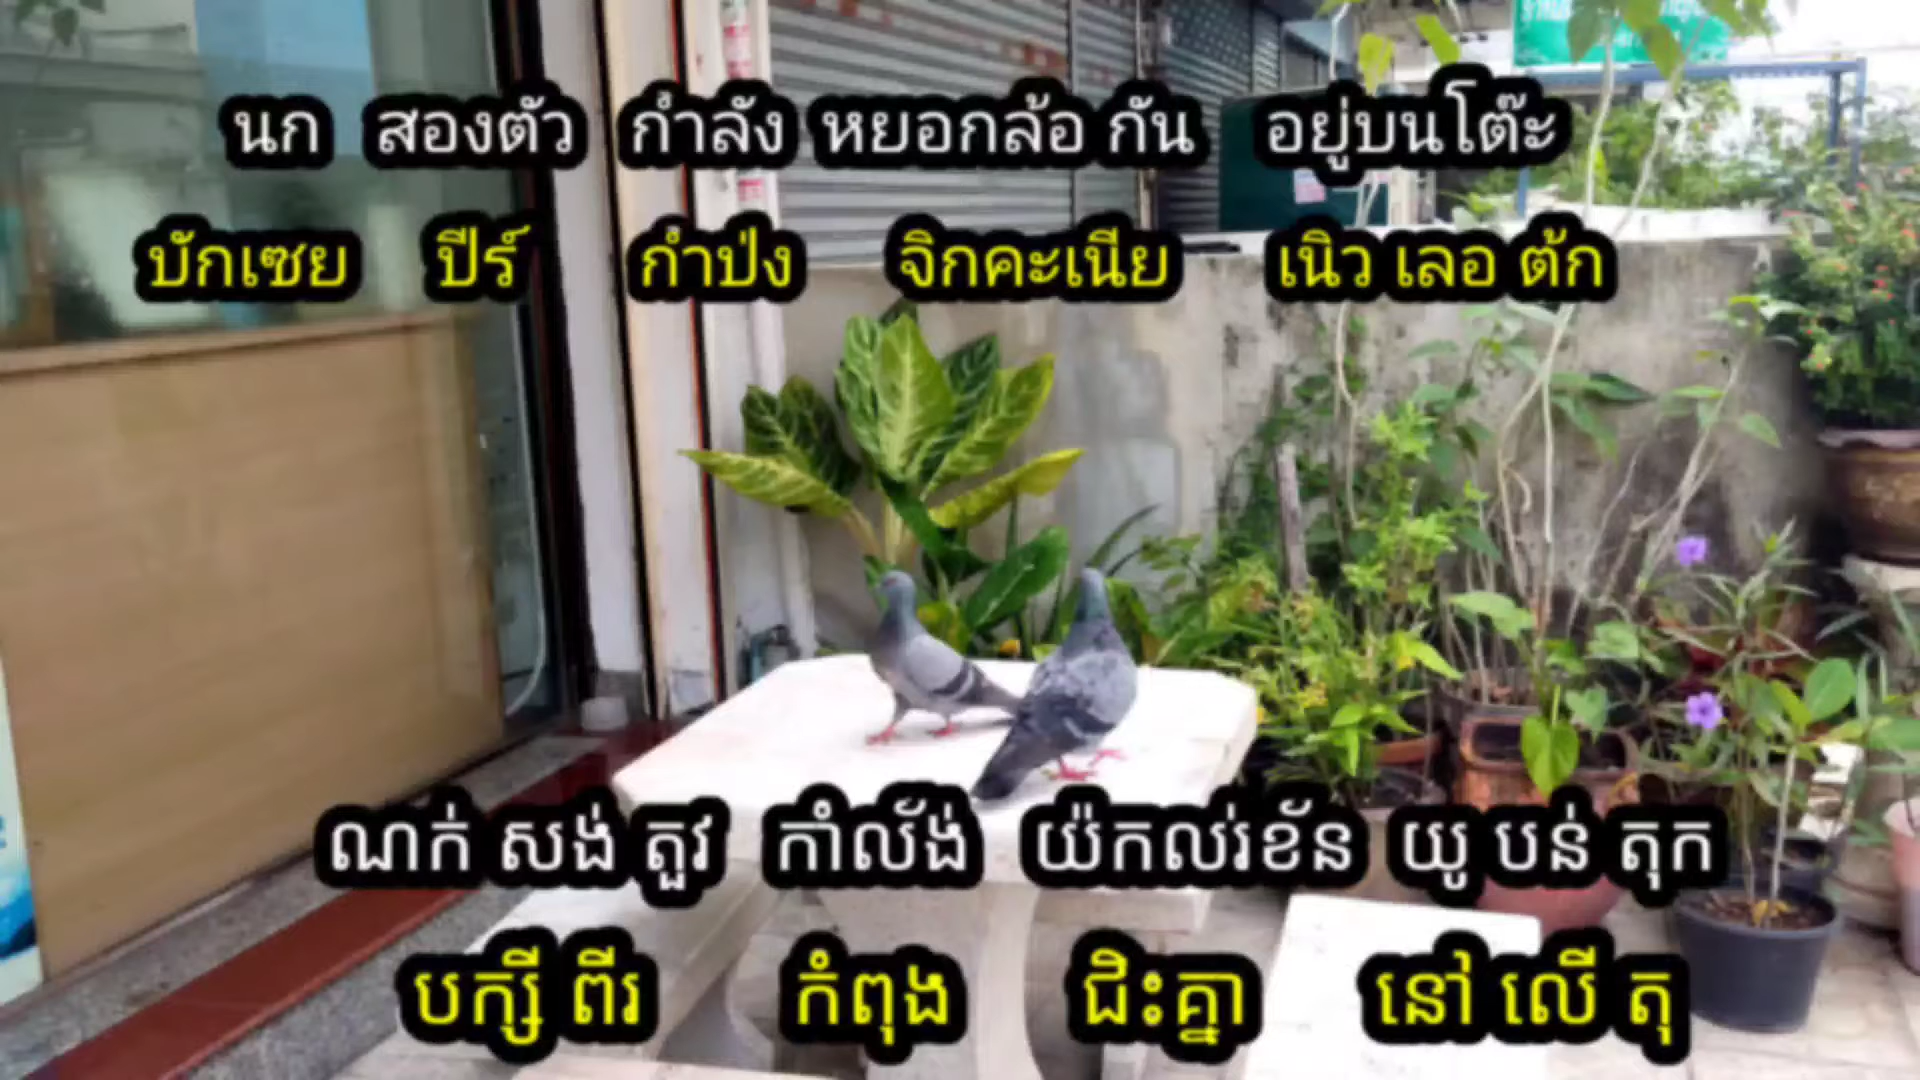 นก สองตัว กำลัง หยอกล้อ กัน อยู่บนโต๊ะ
บักเซย ปีร์ กำป่ง จิกคะเนีย เนิว เลอ ต้ก
ណក់ សង់ តួវ កាំល័ង់ យ៉កល់រ់ខ័ន យូ បន់ តុក
បក្សី ពីរ កំពុង ជិះគ្នា នៅ លើ តុ